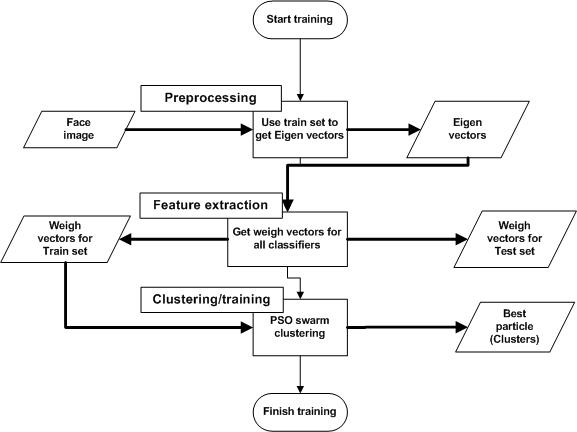 Start training
Preprocessing
Face
image
Use train set to
get Eigen vectors
Eigen
vectors
Feature extraction
Weigh
vectors for
Train set
Get weigh vectors for
all classifiers
Weigh
vectors for
Test set
Clustering/training
PSO swarm
clustering
Best
particle
(Clusters)
Finish training